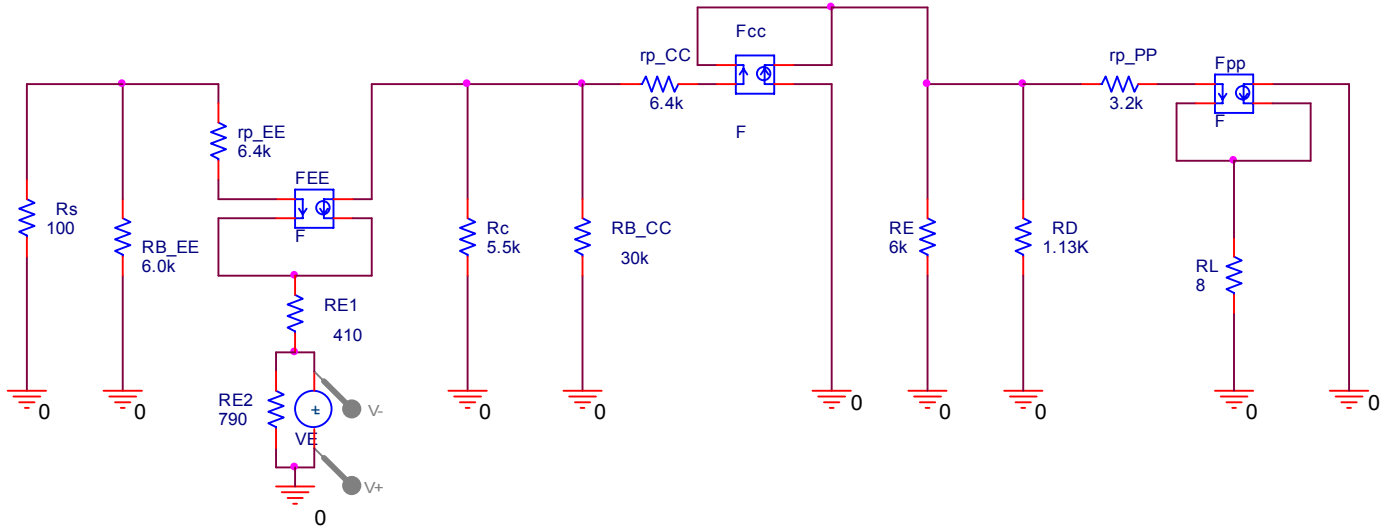 Fcc
rp_CC
6.4k
F
rp_PP
3.2k
Fpp
F
rp_EE
6.4k
FEE
F
Rs
100
RB_EE
6.0k
Rc
5.5k
RB_CC
30k
RE
6k
RD
1.13K
RL
8
RE1
410
RE2
790
VE
V-
V+
0
0
0
0
0
0
0
0
0
0